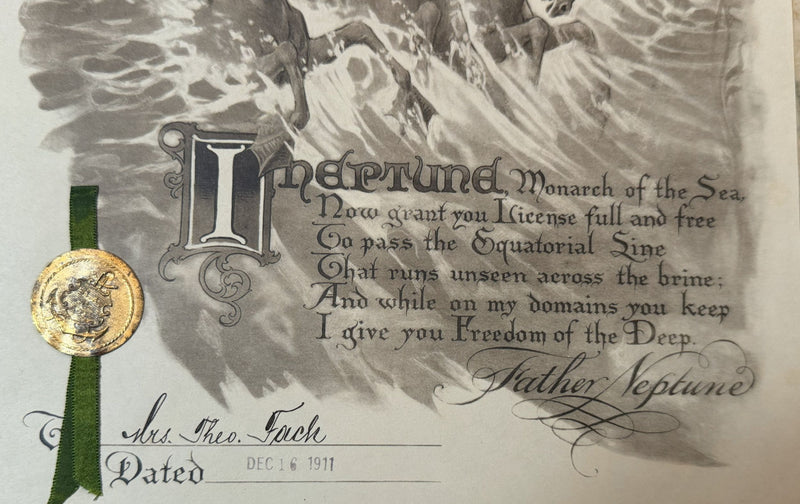 I NEPTUNE, Monarch of the Sea,
Now grant you License full and free
To pass the Equatorial Line
That runs unseen across the brine;
And while on my domains you keep
I give you Freedom of the Deep.
Father Neptune
To Mrs. Theo. Fach
Dated DEC 16 1911